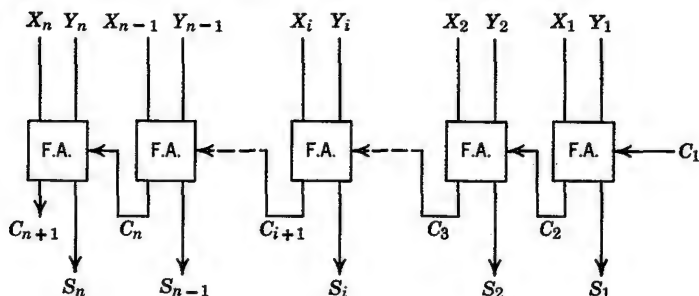 Xₙ Yₙ Xₙ₋₁ Yₙ₋₁ Xᵢ Yᵢ X₂ Y₂ X₁ Y₁
F.A. F.A. F.A. F.A. F.A. C₁
Cₙ₊₁ Cₙ Cᵢ₊₁ C₃ C₂
Sₙ Sₙ₋₁ Sᵢ S₂ S₁